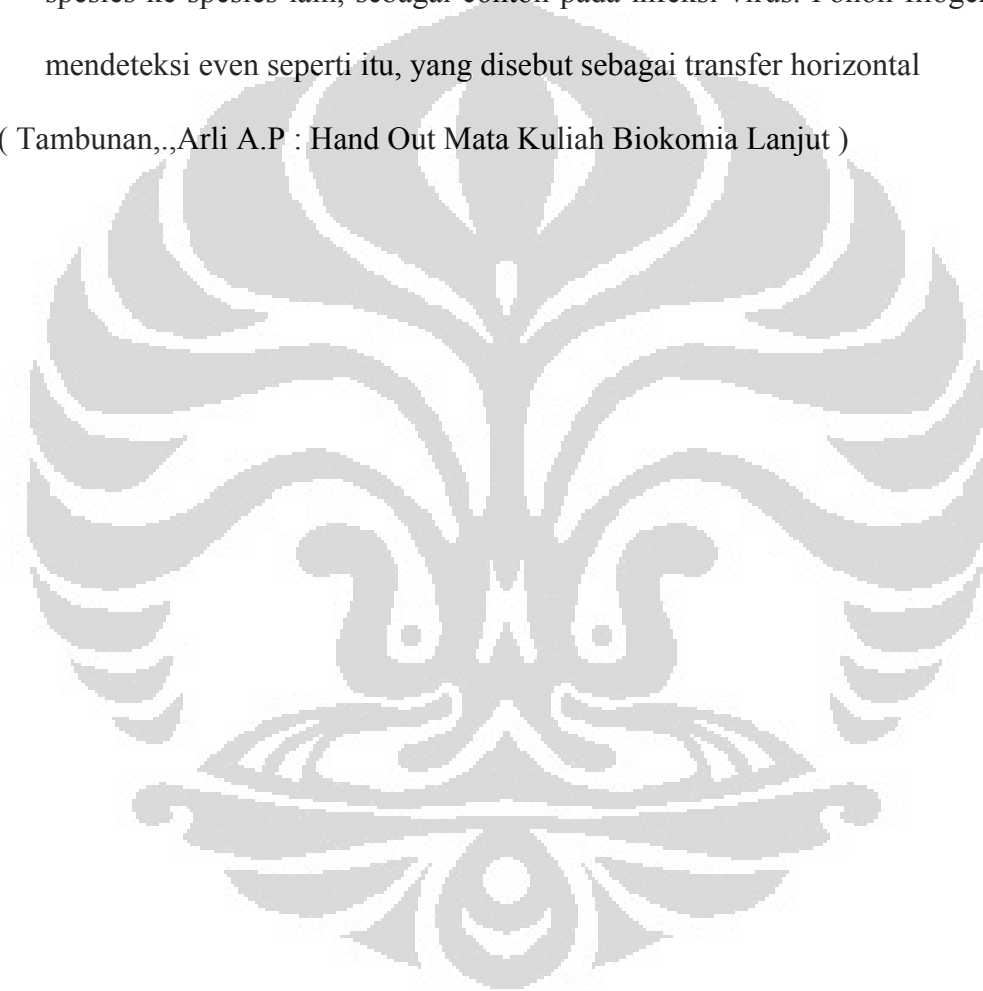 spesies ke spesies lain, sebagai contoh pada infeksi virus. Pohon filogen
mendeteksi even seperti itu, yang disebut sebagai transfer horizontal
( Tambunan,.,Arli A.P : Hand Out Mata Kuliah Biokomia Lanjut )